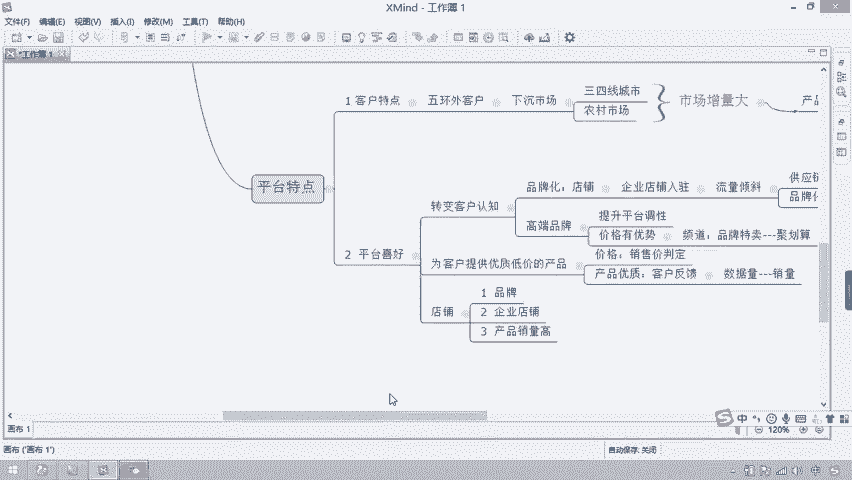 XMind - 工作簿 1
文件(F) 编辑(E) 视图(V) 插入(I) 修改(M) 工具(T) 帮助(H)
*工作簿 1
平台特点
1 客户特点
五环外客户
下沉市场
三四线城市
农村市场
市场增量大
产品
2 平台喜好
转变客户认知
品牌化：店铺
企业店铺入驻
流量倾斜
供应链
品牌化
高端品牌
提升平台调性
价格有优势
频道：品牌特卖---聚划算
为客户提供优质低价的产品
价格：销售价判定
产品优质：客户反馈
数据量---销量
店铺
1 品牌
2 企业店铺
3 产品销量高
画布 1
中
120%
画布 ('画布 1')
自动保存: 关闭
中